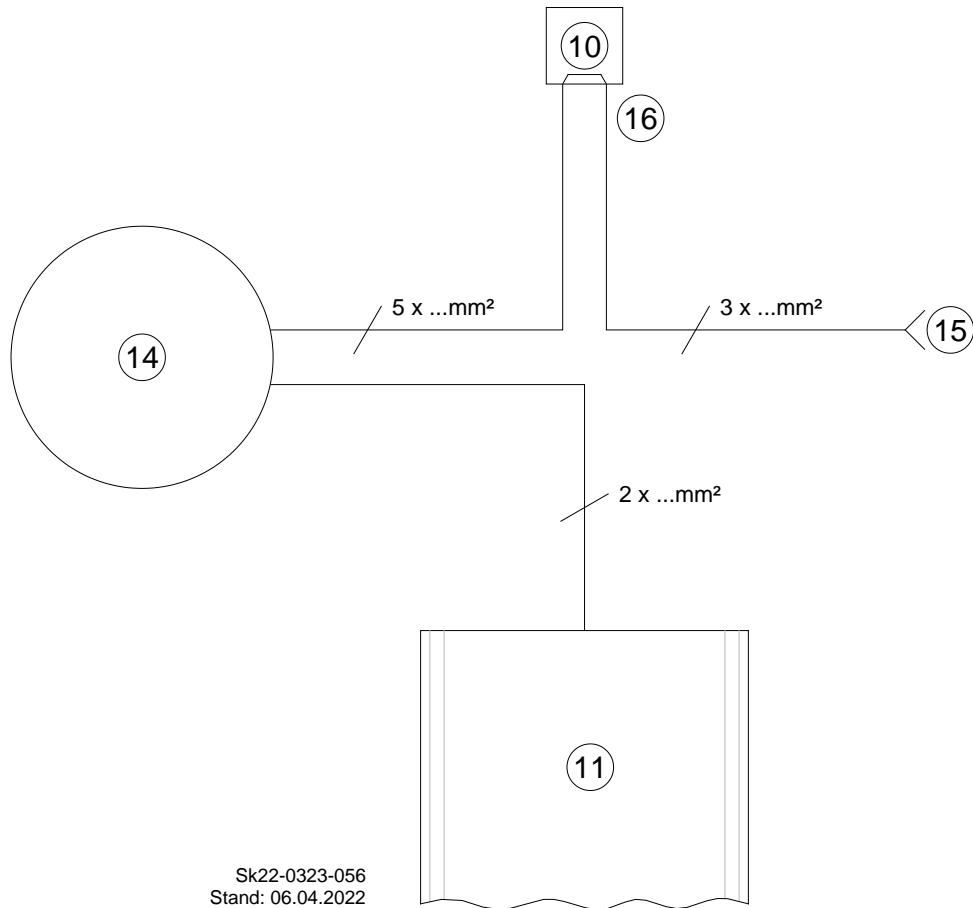 10
16
5 x ...mm²
3 x ...mm²
15
14
2 x ...mm²
11
Sk22-0323-056
Stand: 06.04.2022